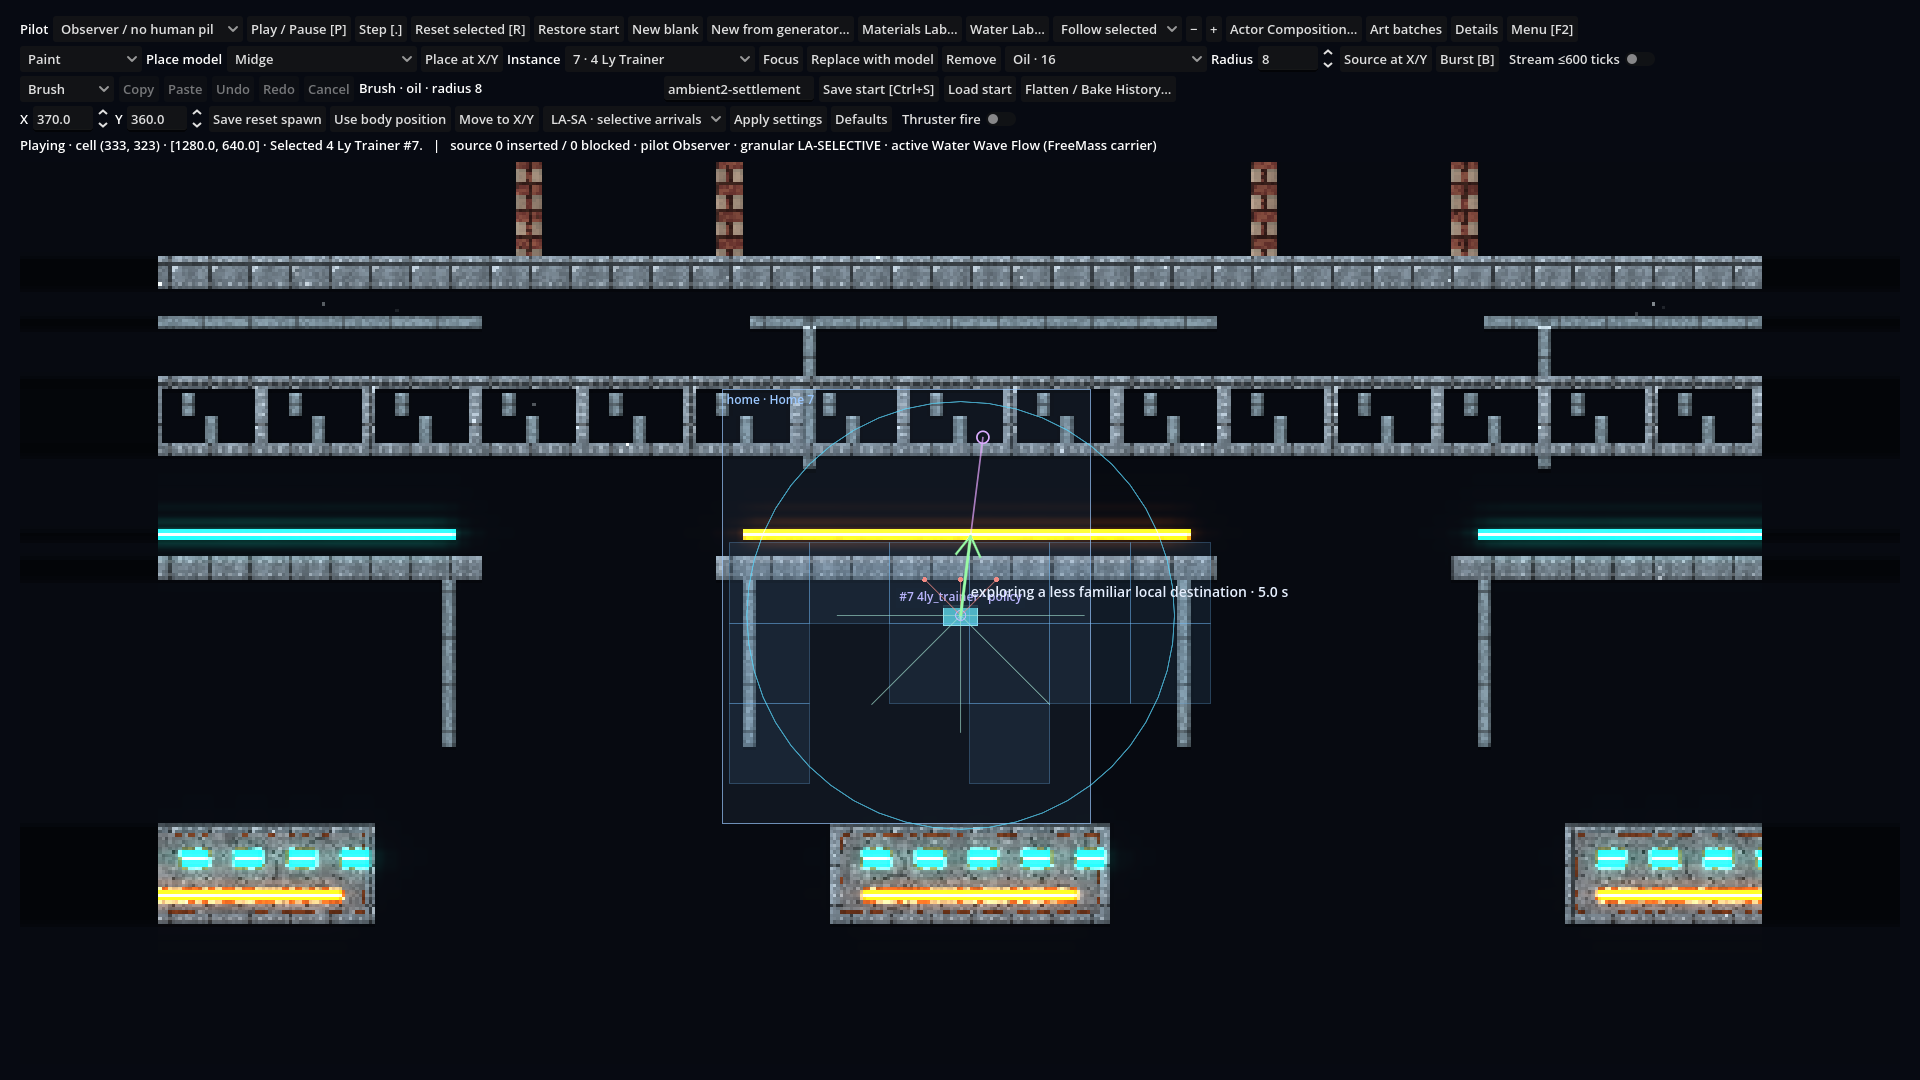 Pilot Observer / no human pil Play / Pause [P] Step [.] Reset selected [R] Restore start New blank New from generator... Materials Lab... Water Lab... Follow selected − + Actor Composition... Art batches Details Menu [F2]
Paint Place model Midge Place at X/Y Instance 7 · 4 Ly Trainer Focus Replace with model Remove Oil · 16 Radius 8 Source at X/Y Burst [B] Stream ≤600 ticks
Brush Copy Paste Undo Redo Cancel Brush · oil · radius 8 ambient2-settlement Save start [Ctrl+S] Load start Flatten / Bake History...
X 370.0 Y 360.0 Save reset spawn Use body position Move to X/Y LA-SA · selective arrivals Apply settings Defaults Thruster fire
Playing · cell (333, 323) · [1280.0, 640.0] · Selected 4 Ly Trainer #7. | source 0 inserted / 0 blocked · pilot Observer · granular LA-SELECTIVE · active Water Wave Flow (FreeMass carrier)
home · Home 7
exploring a less familiar local destination · 5.0 s
#7 4ly_trainer · policy